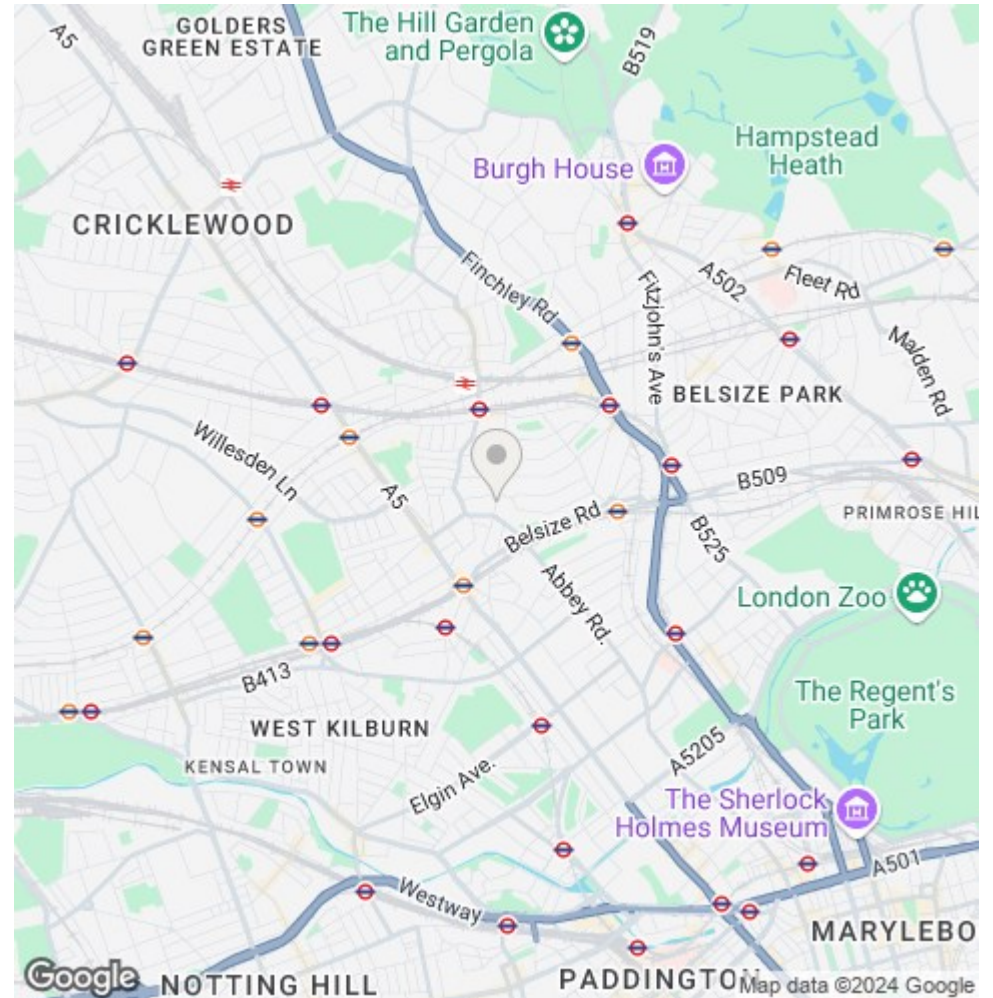 A5
GOLDERS
GREEN ESTATE
The Hill Garden
and Pergola
B519
Hampstead
Heath
Burgh House
CRICKLEWOOD
Finchley Rd
Fitzjohn's Ave
A502
Fleet Rd
Malden Rd
BELSIZE PARK
Willesden Ln
A5
B509
Belsize Rd
B525
PRIMROSE HIL
Abbey Rd.
London Zoo
B413
The Regent's
Park
WEST KILBURN
KENSAL TOWN
A5205
Elgin Ave.
The Sherlock
Holmes Museum
A501
Westway
MARYLEBO
Google
NOTTING HILL
PADDINGTON
Map data ©2024 Google